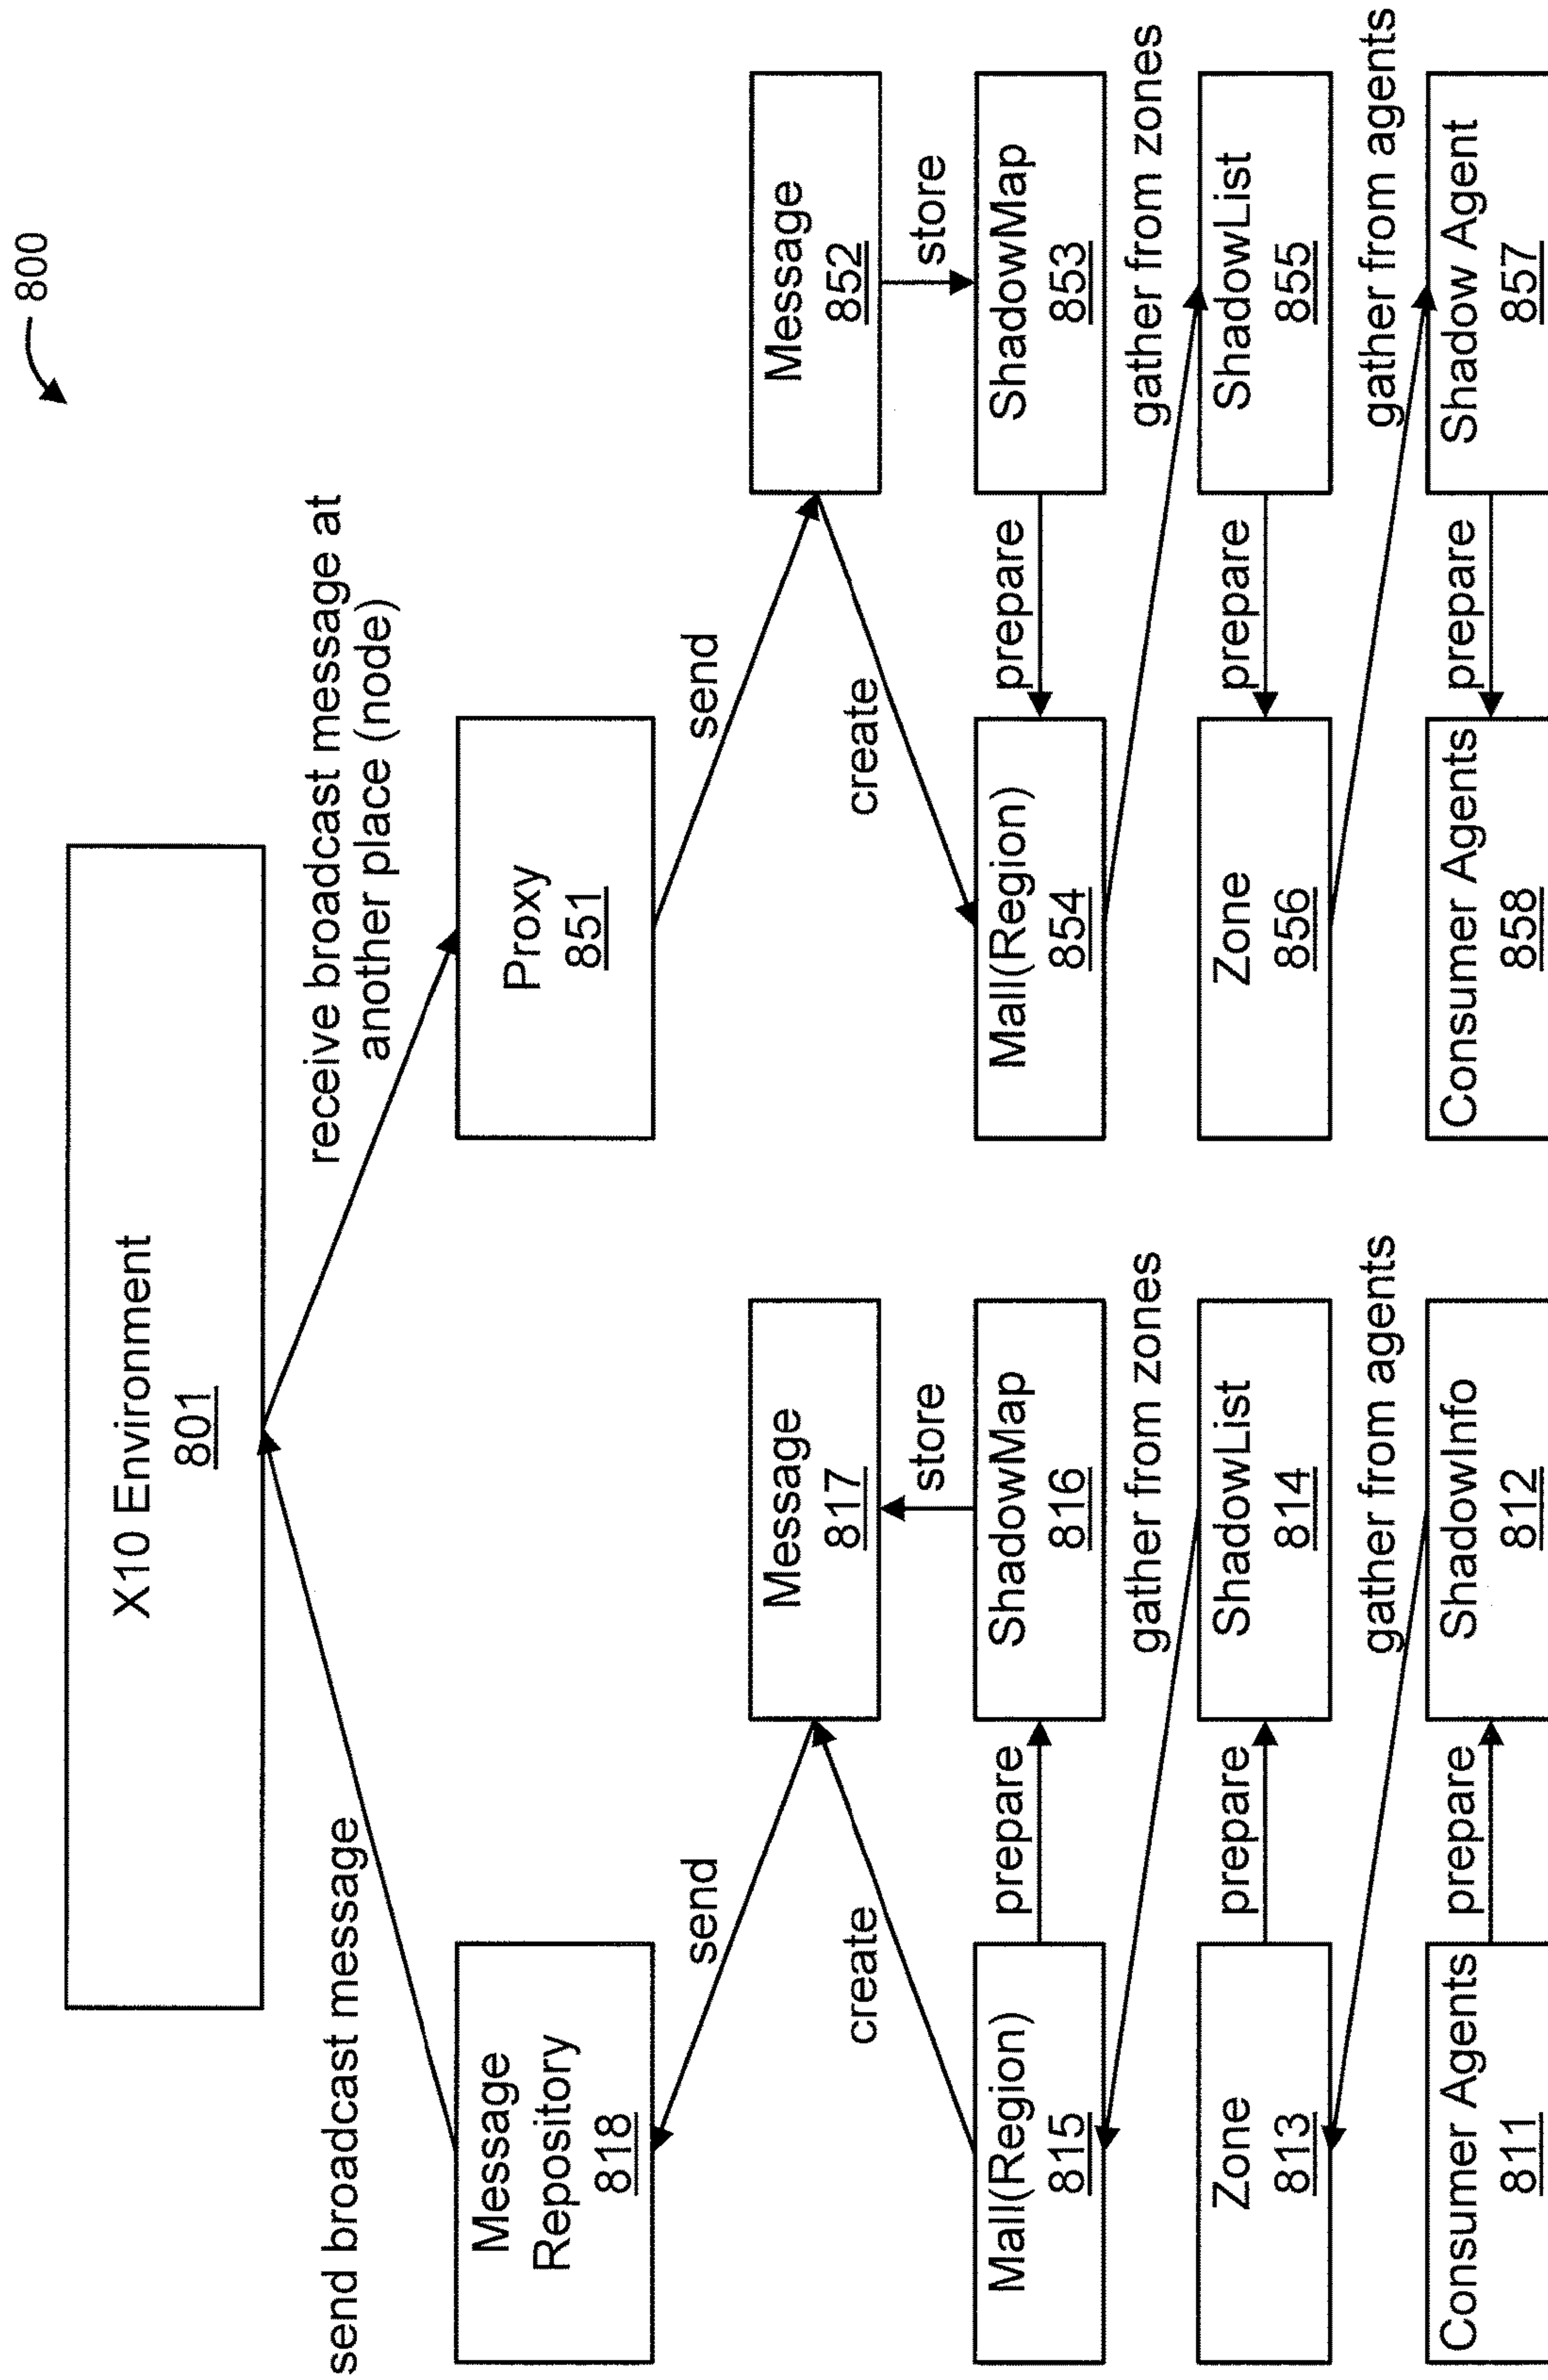 800
X10 Environment
801
send broadcast message
receive broadcast message at
another place (node)
Message
Repository
818
Proxy
851
send
send
Message
817
Message
852
create
store
create
store
Mall(Region)
815
prepare
ShadowMap
816
Mall(Region)
854
prepare
ShadowMap
853
gather from zones
gather from zones
Zone
813
prepare
ShadowList
814
Zone
856
prepare
ShadowList
855
gather from agents
gather from agents
Consumer Agents
811
prepare
ShadowInfo
812
Consumer Agents
858
prepare
Shadow Agent
857